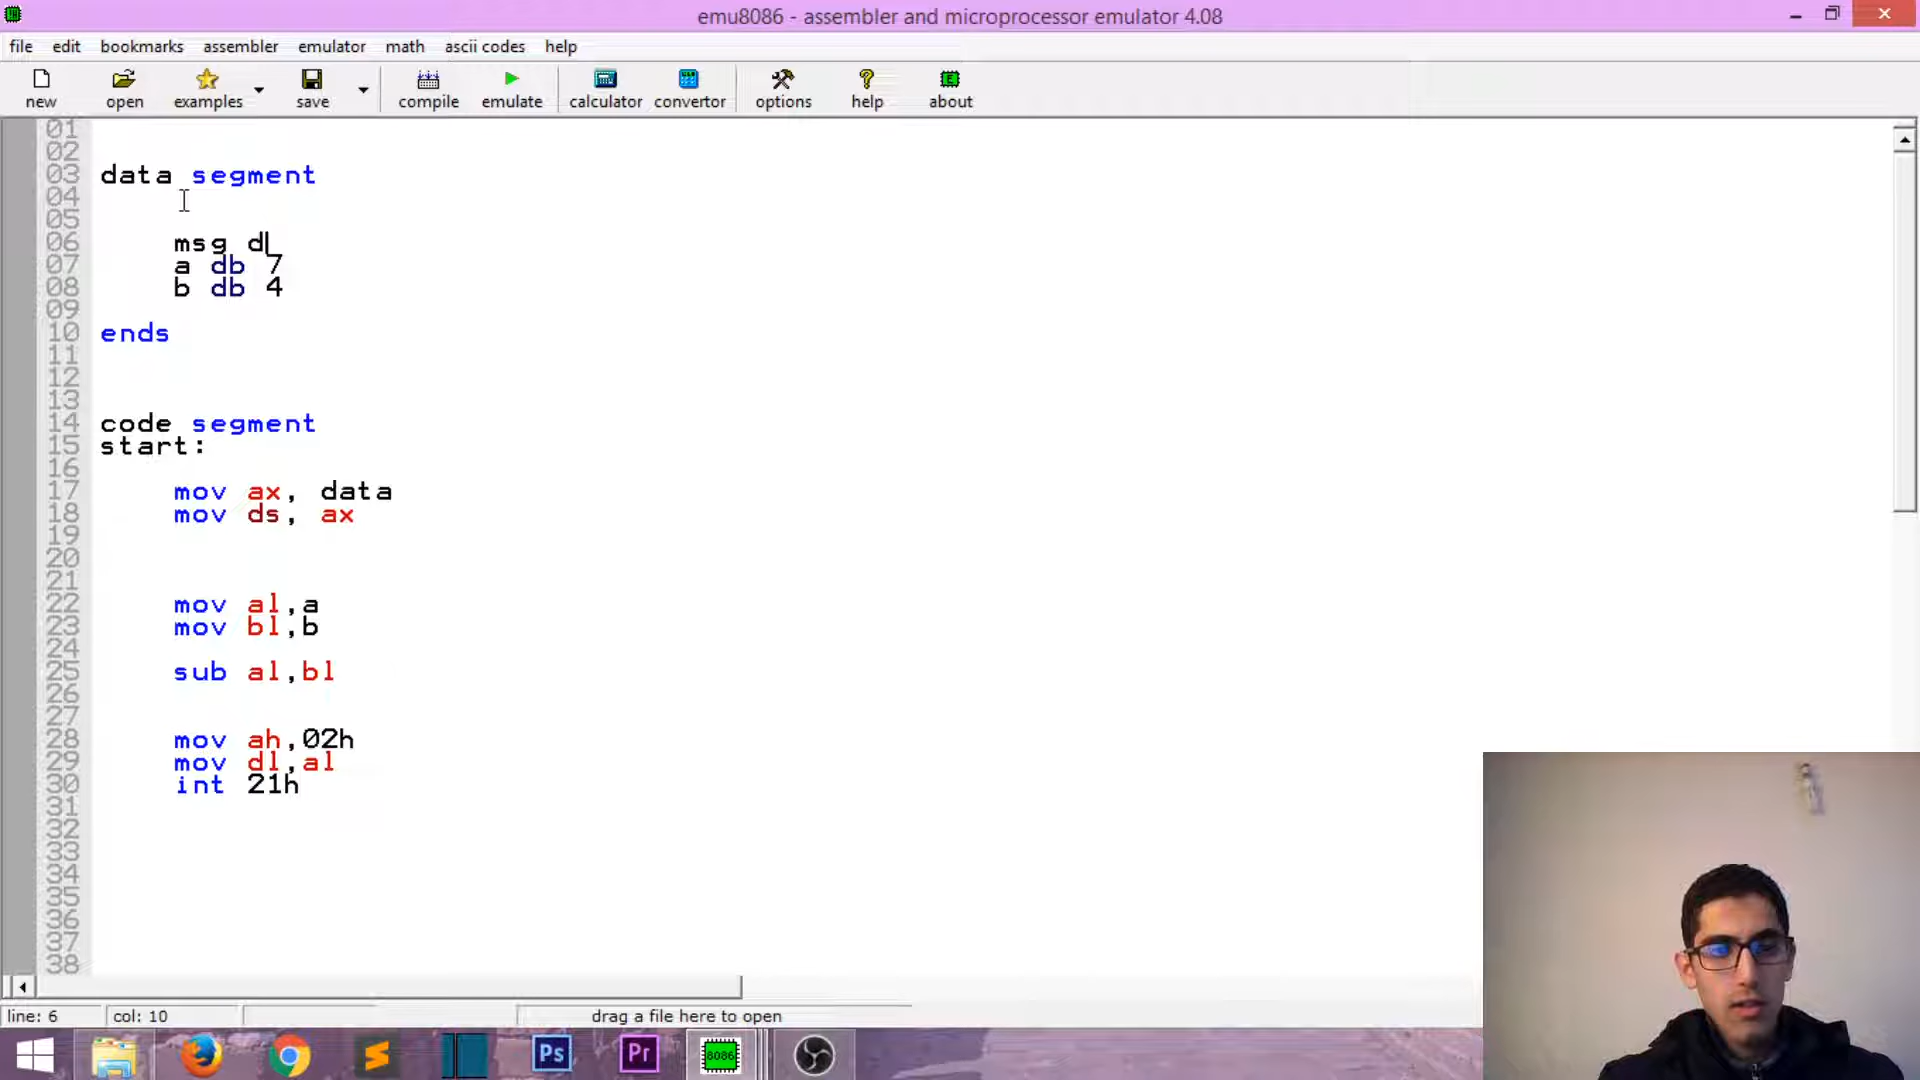 emu8086 - assembler and microprocessor emulator 4.08
file edit bookmarks assembler emulator math ascii codes help
new open examples save compile emulate calculator convertor options help about
01
02
03 data segment
04
05
06 msg d
07 a db 7
08 b db 4
09
10 ends
11
12
13
14 code segment
15 start:
16
17 mov ax, data
18 mov ds, ax
19
20
21
22 mov al,a
23 mov bl,b
24
25 sub al,bl
26
27
28 mov ah,02h
29 mov dl,al
30 int 21h
31
32
33
34
35
36
37
38
line: 6 col: 10 drag a file here to open
Ps Pr 8086